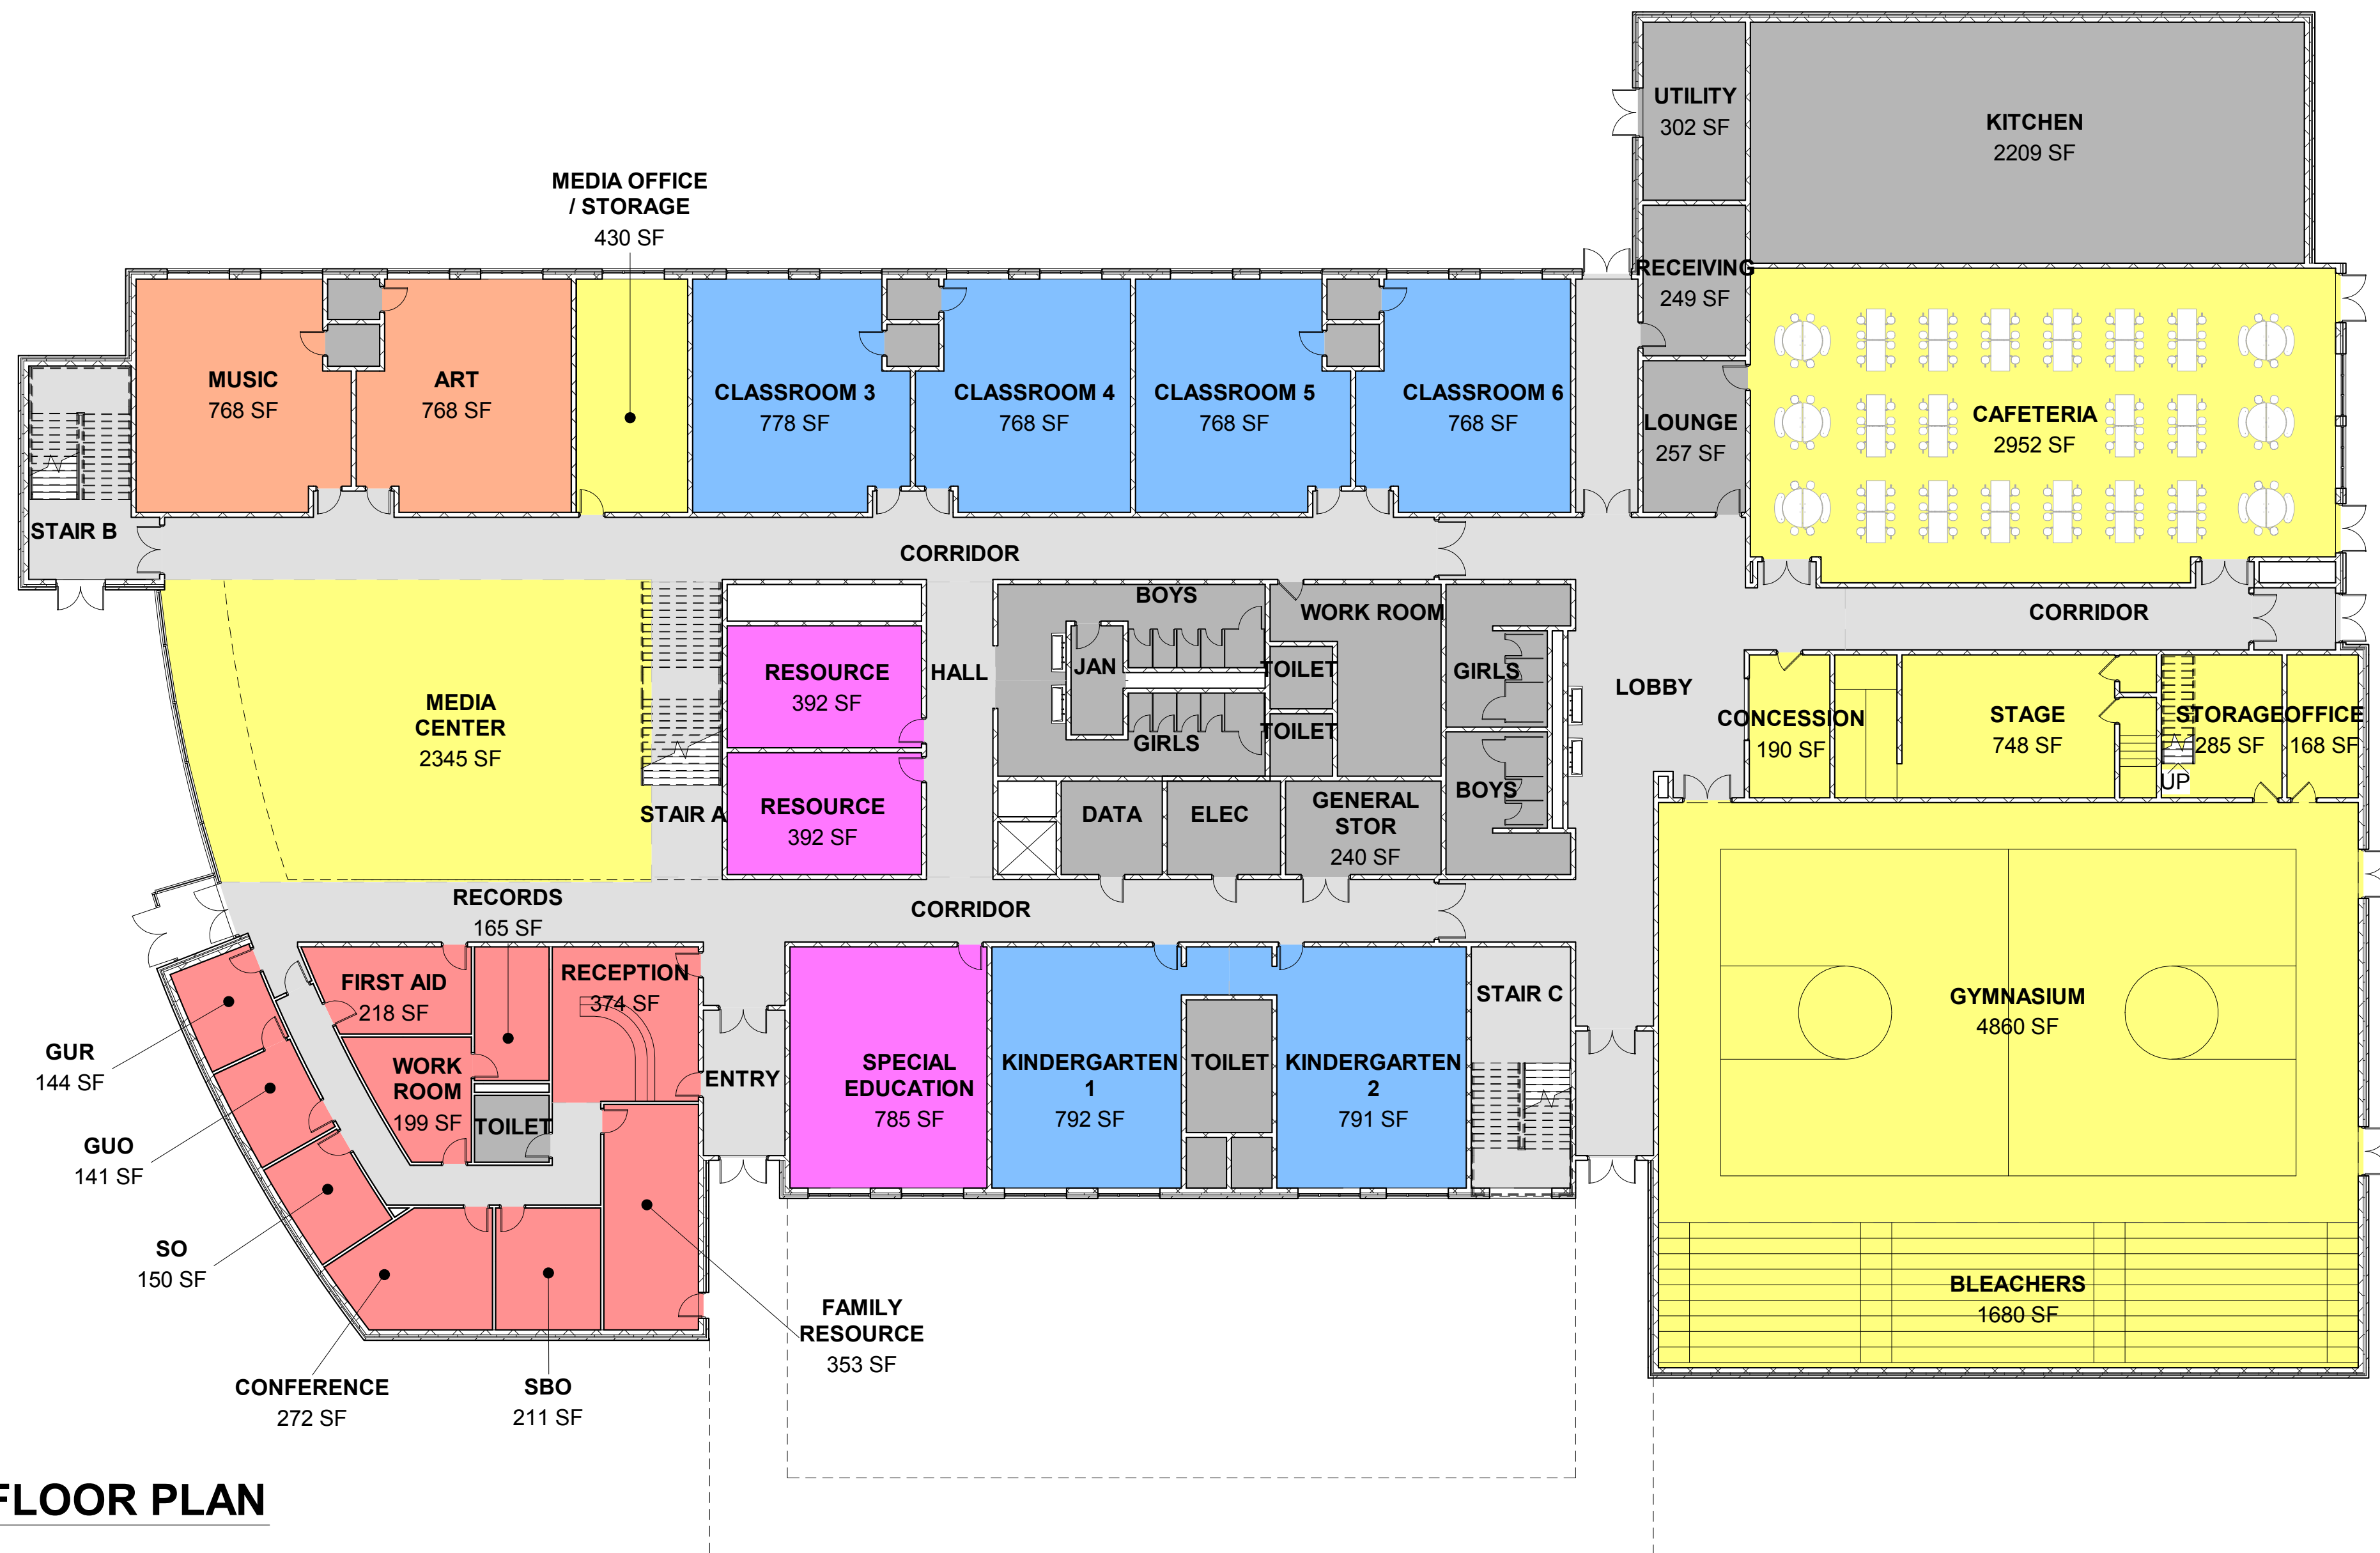 UTILITY
302 SF
KITCHEN
2209 SF
MEDIA OFFICE
/ STORAGE
430 SF
RECEIVING
249 SF
MUSIC
768 SF
ART
768 SF
CLASSROOM 3
778 SF
CLASSROOM 4
768 SF
CLASSROOM 5
768 SF
CLASSROOM 6
768 SF
LOUNGE
257 SF
CAFETERIA
2952 SF
STAIR B
CORRIDOR
BOYS
WORK ROOM
CORRIDOR
RESOURCE
392 SF
HALL
JAN
TOILET
GIRLS
LOBBY
MEDIA
CENTER
2345 SF
CONCESSION
190 SF
STAGE
748 SF
STORAGE
285 SF
OFFICE
168 SF
TOILET
GIRLS
UP
BOYS
STAIR A
RESOURCE
392 SF
DATA
ELEC
GENERAL
STOR
240 SF
RECORDS
165 SF
CORRIDOR
FIRST AID
218 SF
RECEPTION
374 SF
STAIR C
GYMNASIUM
4860 SF
GUR
144 SF
WORK
ROOM
199 SF
ENTRY
SPECIAL
EDUCATION
785 SF
KINDERGARTEN
1
792 SF
TOILET
KINDERGARTEN
2
791 SF
GUO
141 SF
TOILET
SO
150 SF
BLEACHERS
1680 SF
FAMILY
RESOURCE
353 SF
CONFERENCE
272 SF
SBO
211 SF
FLOOR PLAN